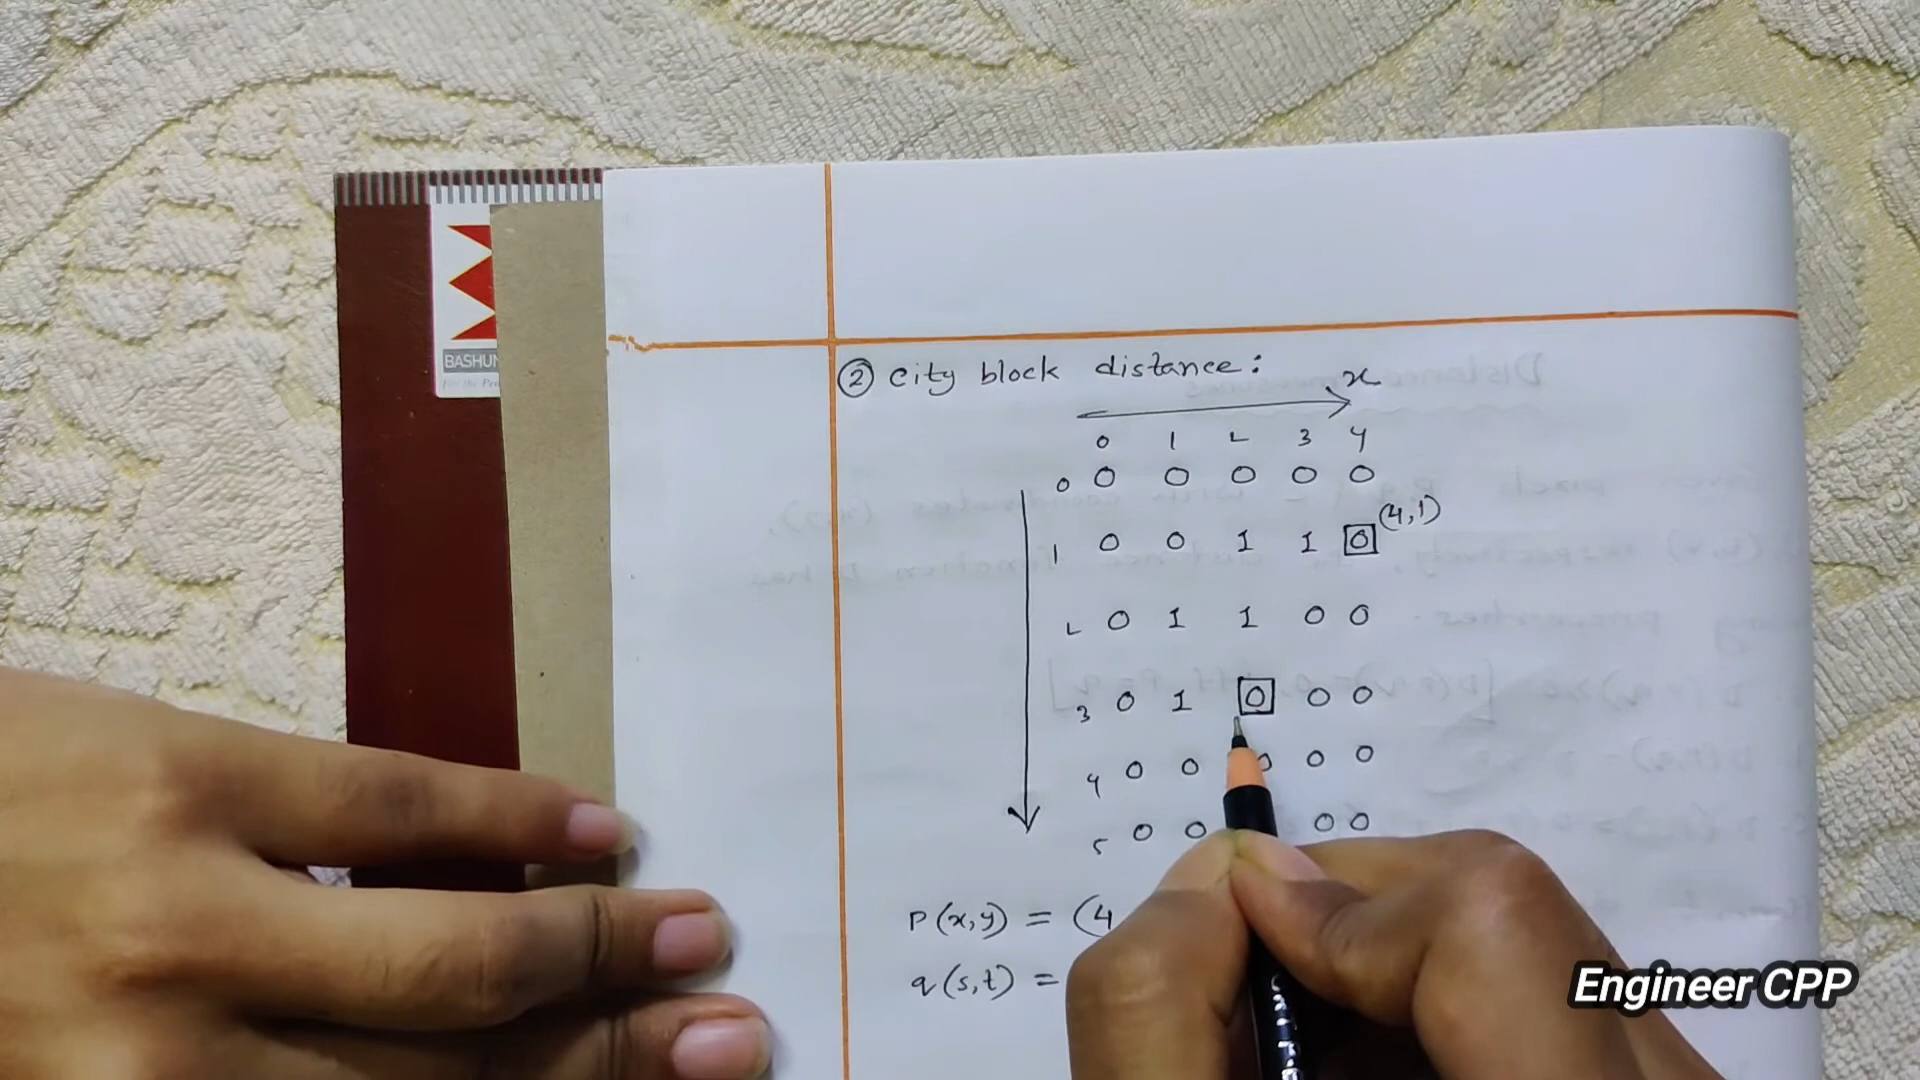 BASHUN
② City block distance:
x
0 1 2 3 4
0 0 0 0 0 0
(4,1)
1 0 0 1 1 0
2 0 1 1 0 0
3 0 1 0 0 0
4 0 0 0 0 0
5 0 0 0 0
P(x,y) = (4
q(s,t) =
Engineer CPP